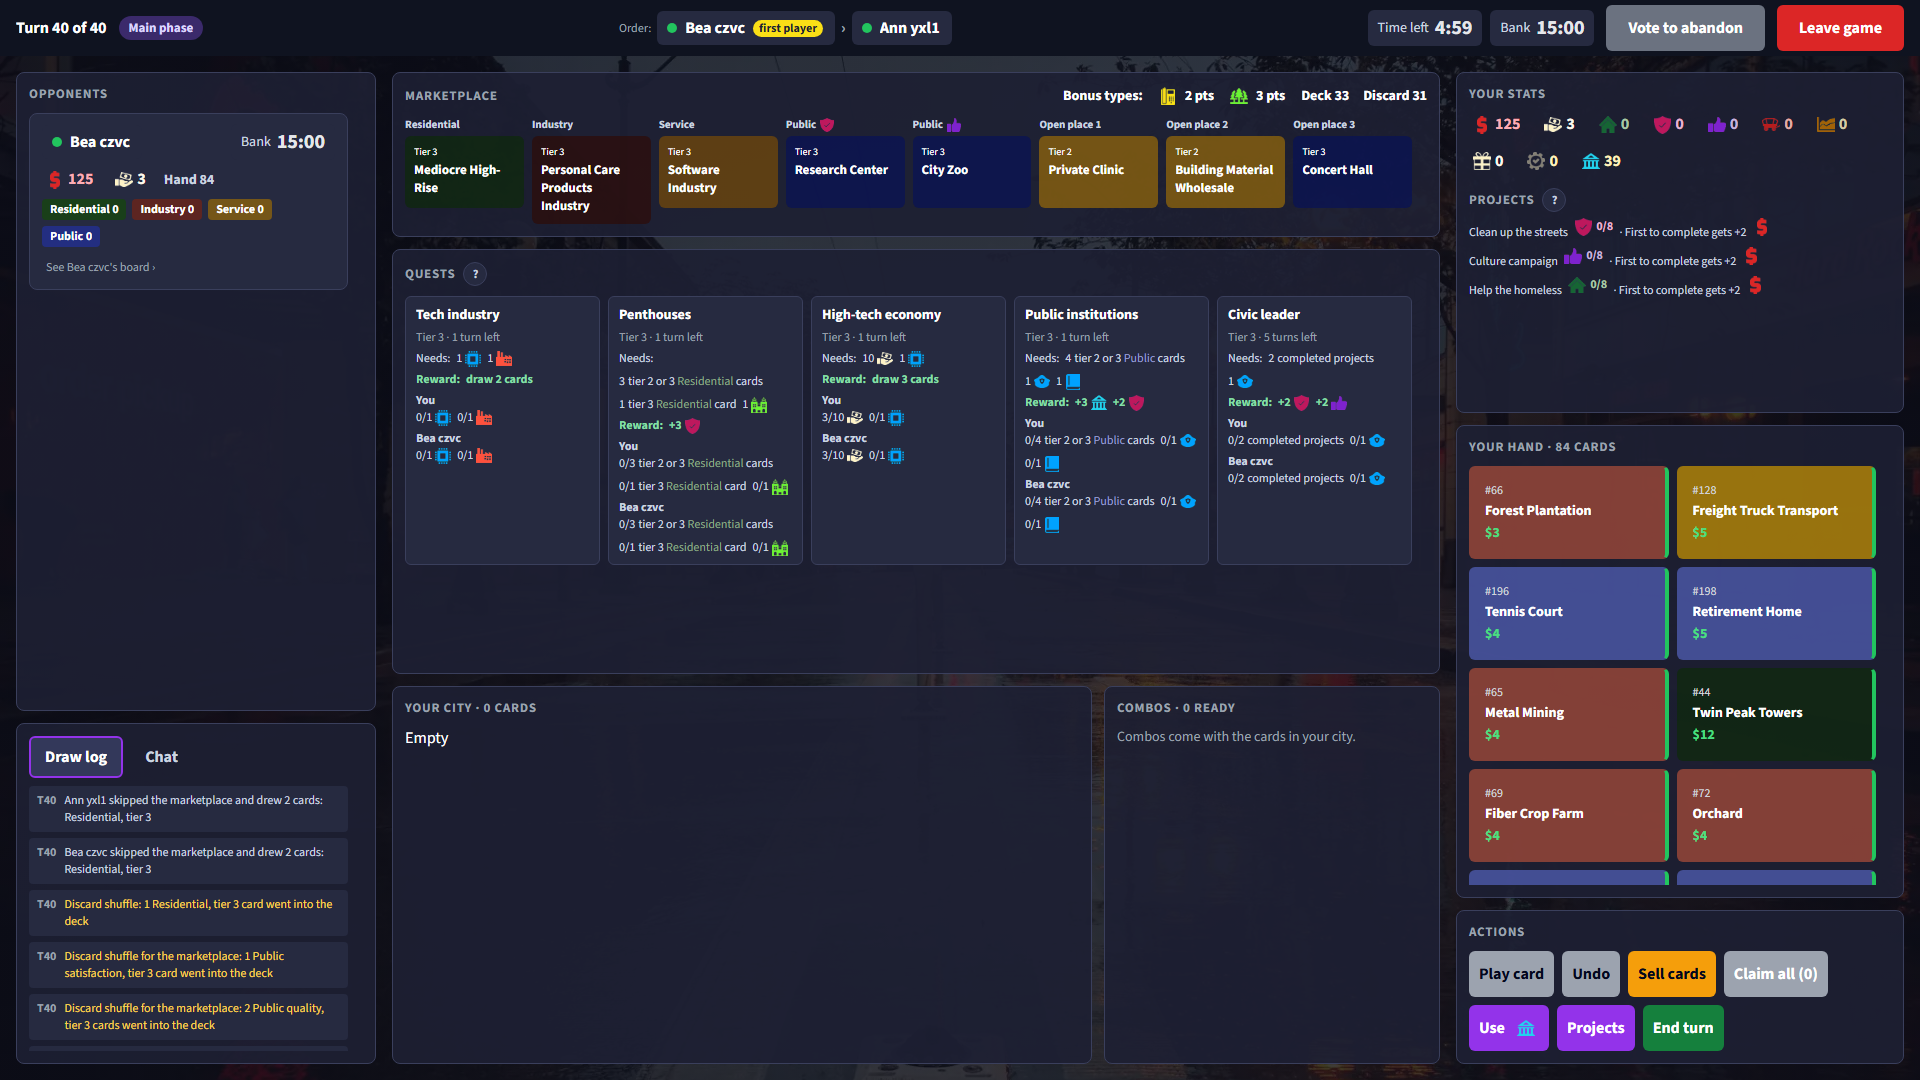 Turn 40 of 40
Main phase
Order:
Bea czvc
first player
Ann yxl1
Time left 4:59
Bank 15:00
Vote to abandon
Leave game
OPPONENTS
Bea czvc
Bank 15:00
125
3
Hand 84
Residential 0
Industry 0
Service 0
Public 0
See Bea czvc's board ›
MARKETPLACE
Bonus types:
2 pts
3 pts
Deck 33
Discard 31
Residential
Tier 3
Mediocre High-
Rise
Industry
Tier 3
Personal Care
Products
Industry
Service
Tier 3
Software
Industry
Public
Tier 3
Research Center
Public
Tier 3
City Zoo
Open place 1
Tier 2
Private Clinic
Open place 2
Tier 2
Building Material
Wholesale
Open place 3
Tier 3
Concert Hall
QUESTS ?
Tech industry
Tier 3 · 1 turn left
Needs: 1 1
Reward: draw 2 cards
You
0/1 0/1
Bea czvc
0/1 0/1
Penthouses
Tier 3 · 1 turn left
Needs:
3 tier 2 or 3 Residential cards
1 tier 3 Residential card 1
Reward: +3
You
0/3 tier 2 or 3 Residential cards
0/1 tier 3 Residential card 0/1
Bea czvc
0/3 tier 2 or 3 Residential cards
0/1 tier 3 Residential card 0/1
High-tech economy
Tier 3 · 1 turn left
Needs: 10 1
Reward: draw 3 cards
You
3/10 0/1
Bea czvc
3/10 0/1
Public institutions
Tier 3 · 1 turn left
Needs: 4 tier 2 or 3 Public cards
1 1
Reward: +3 +2
You
0/4 tier 2 or 3 Public cards 0/1
0/1
Bea czvc
0/4 tier 2 or 3 Public cards 0/1
0/1
Civic leader
Tier 3 · 5 turns left
Needs: 2 completed projects
1
Reward: +2 +2
You
0/2 completed projects 0/1
Bea czvc
0/2 completed projects 0/1
YOUR CITY · 0 CARDS
Empty
COMBOS · 0 READY
Combos come with the cards in your city.
Draw log
Chat
T40 Ann yxl1 skipped the marketplace and drew 2 cards:
Residential, tier 3
T40 Bea czvc skipped the marketplace and drew 2 cards:
Residential, tier 3
T40 Discard shuffle: 1 Residential, tier 3 card went into the
deck
T40 Discard shuffle for the marketplace: 1 Public
satisfaction, tier 3 card went into the deck
T40 Discard shuffle for the marketplace: 2 Public quality,
tier 3 cards went into the deck
YOUR STATS
125 3 0 0 0 0 0
0 0 39
PROJECTS ?
Clean up the streets 0/8 · First to complete gets +2
Culture campaign 0/8 · First to complete gets +2
Help the homeless 0/8 · First to complete gets +2
YOUR HAND · 84 CARDS
#66
Forest Plantation
$3
#128
Freight Truck Transport
$5
#196
Tennis Court
$4
#198
Retirement Home
$5
#65
Metal Mining
$4
#44
Twin Peak Towers
$12
#69
Fiber Crop Farm
$4
#72
Orchard
$4
ACTIONS
Play card
Undo
Sell cards
Claim all (0)
Use
Projects
End turn